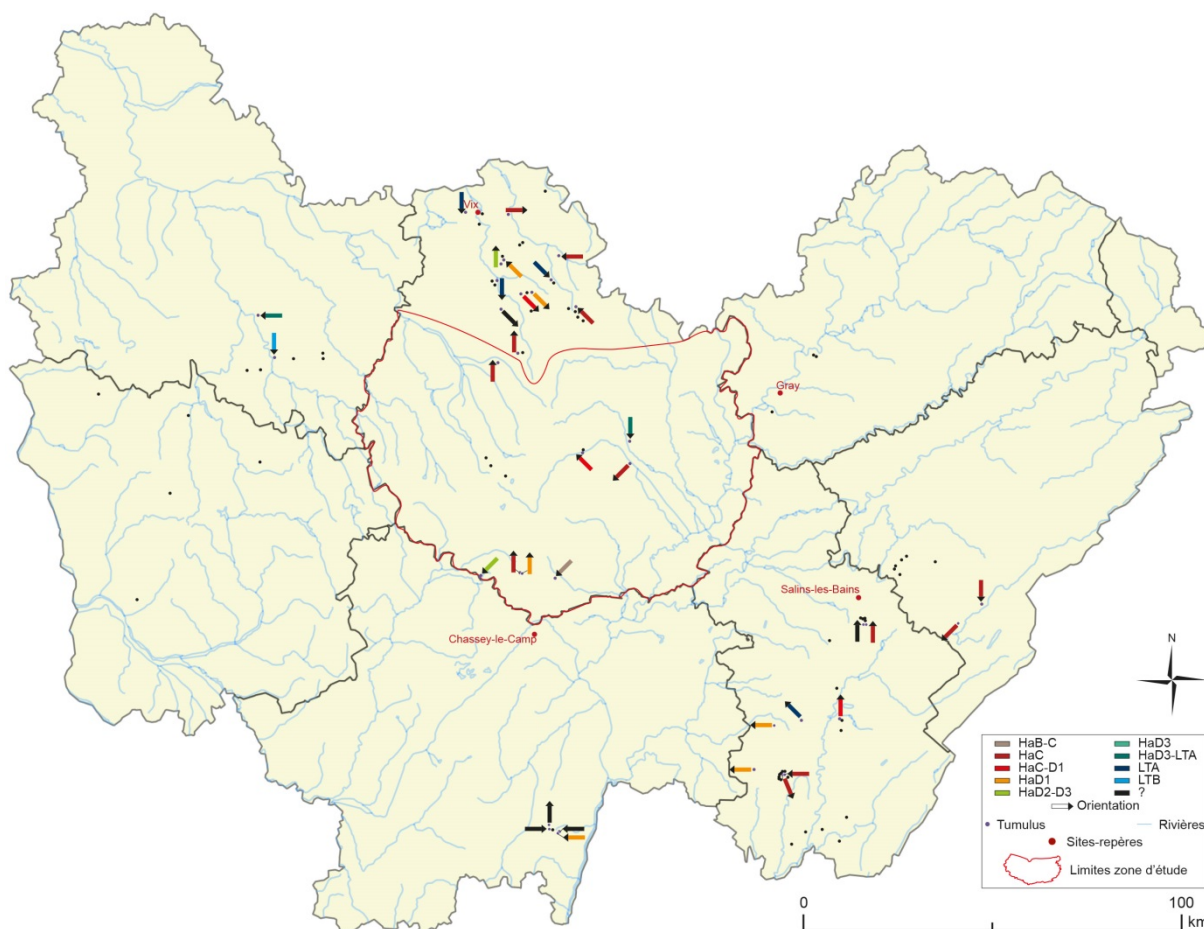 Vix
Gray
Salins-les-Bains
Chassey-le-Camp
N
HaB-C
HaC
HaC-D1
HaD1
HaD2-D3
HaD3
HaD3-LTA
LTA
LTB
?
Orientation
Tumulus
Rivières
Sites-repères
Limites zone d'étude
0
100
km